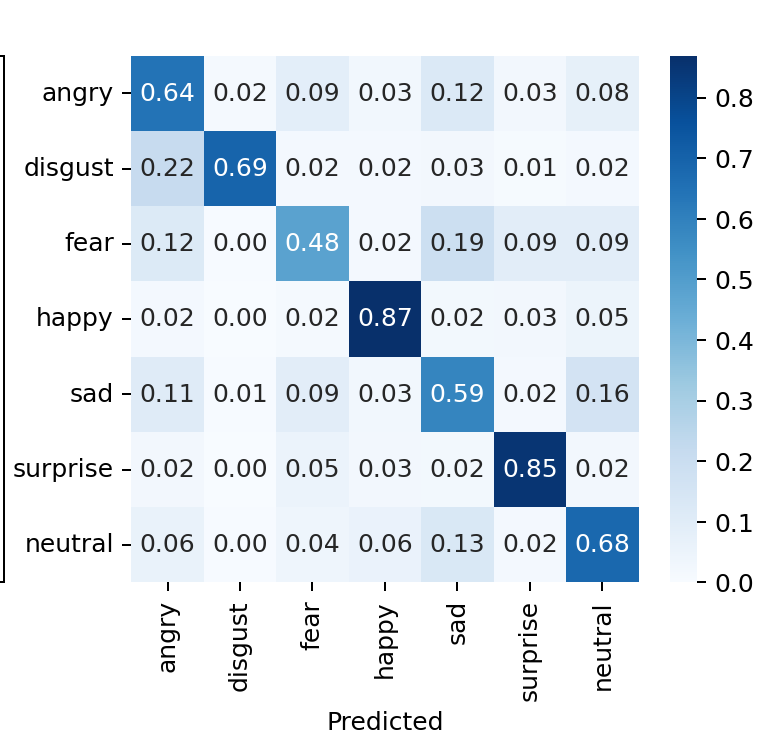 angry 0.64 0.02 0.09 0.03 0.12 0.03 0.08
disgust 0.22 0.69 0.02 0.02 0.03 0.01 0.02
fear 0.12 0.00 0.48 0.02 0.19 0.09 0.09
happy 0.02 0.00 0.02 0.87 0.02 0.03 0.05
sad 0.11 0.01 0.09 0.03 0.59 0.02 0.16
surprise 0.02 0.00 0.05 0.03 0.02 0.85 0.02
neutral 0.06 0.00 0.04 0.06 0.13 0.02 0.68
angry disgust fear happy sad surprise neutral
Predicted
0.8
0.7
0.6
0.5
0.4
0.3
0.2
0.1
0.0